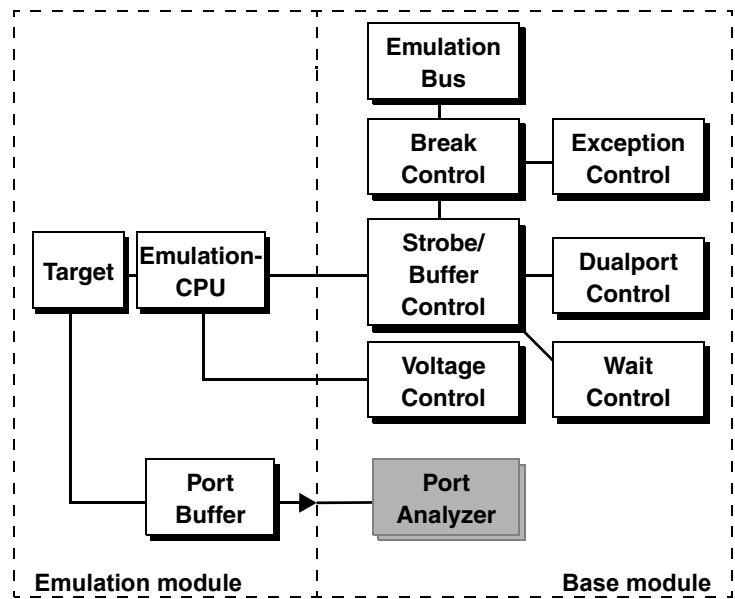 Emulation
Bus
Break
Control
Exception
Control
Target
Emulation-
CPU
Strobe/
Buffer
Control
Dualport
Control
Voltage
Control
Wait
Control
Port
Buffer
Port
Analyzer
Emulation module
Base module